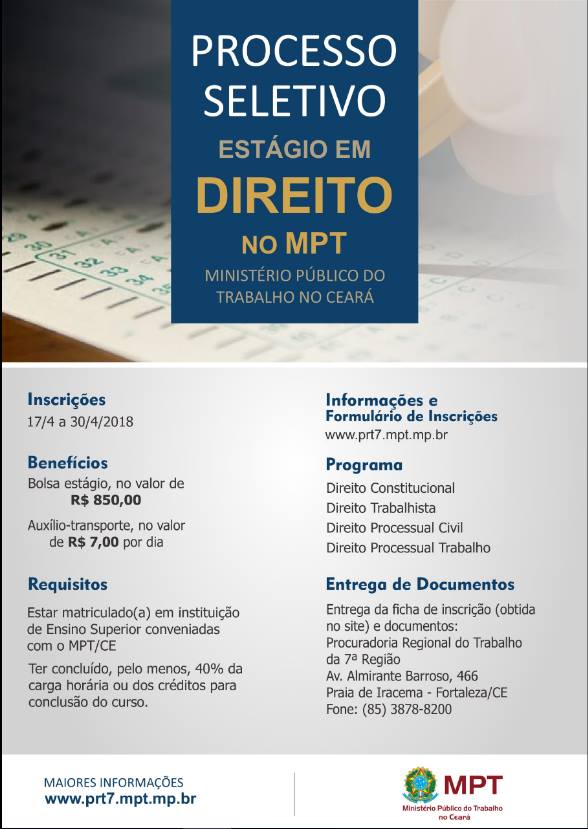 PROCESSO
SELETIVO
ESTÁGIO EM
DIREITO
NO MPT
MINISTÉRIO PÚBLICO DO
TRABALHO NO CEARÁ
Inscrições
17/4 a 30/4/2018
Benefícios
Bolsa estágio, no valor de
R$ 850,00
Auxílio-transporte, no valor
de R$ 7,00 por dia
Requisitos
Estar matriculado(a) em instituição
de Ensino Superior conveniadas
com o MPT/CE
Ter concluído, pelo menos, 40% da
carga horária ou dos créditos para
conclusão do curso.
Informações e
Formulário de Inscrições
www.prt7.mpt.mp.br
Programa
Direito Constitucional
Direito Trabalhista
Direito Processual Civil
Direito Processual Trabalho
Entrega de Documentos
Entrega da ficha de inscrição (obtida
no site) e documentos:
Procuradoria Regional do Trabalho
da 7ª Região
Av. Almirante Barroso, 466
Praia de Iracema - Fortaleza/CE
Fone: (85) 3878-8200
MAIORES INFORMAÇÕES
www.prt7.mpt.mp.br
MPT
Ministério Público do Trabalho
no Ceará